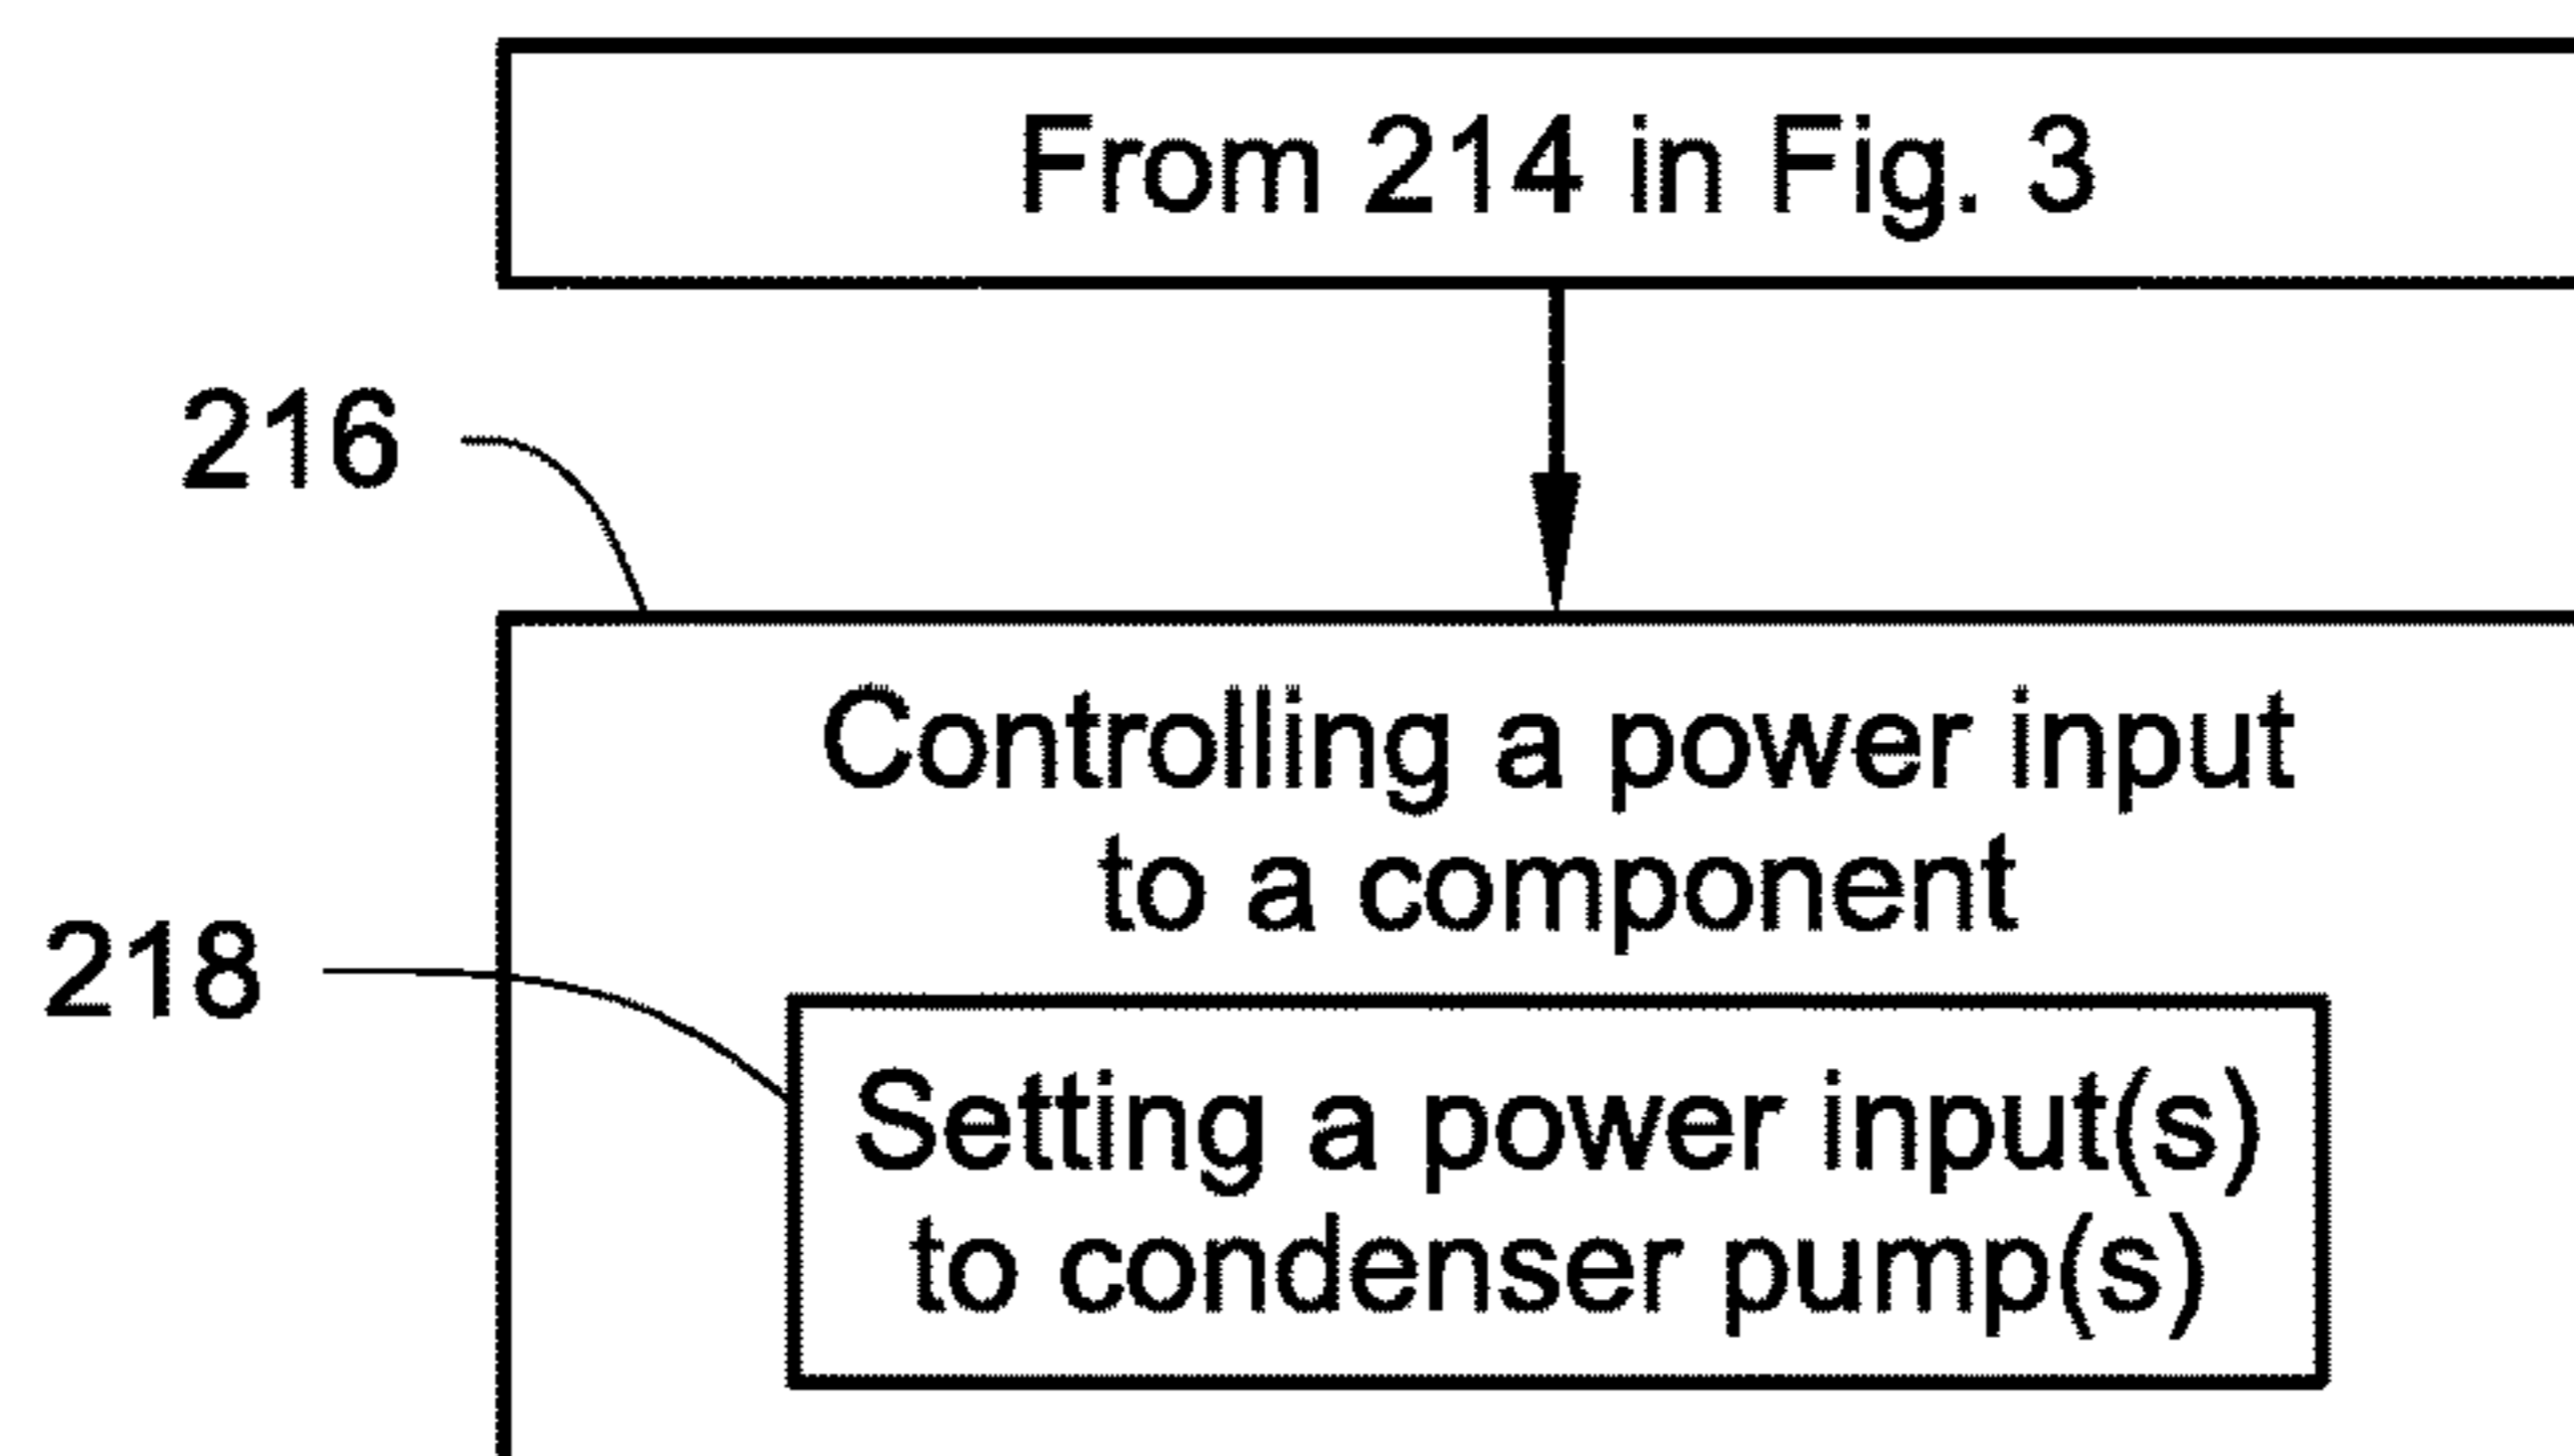 From 214 in Fig. 3
216
Controlling a power input
to a component
218
Setting a power input(s)
to condenser pump(s)